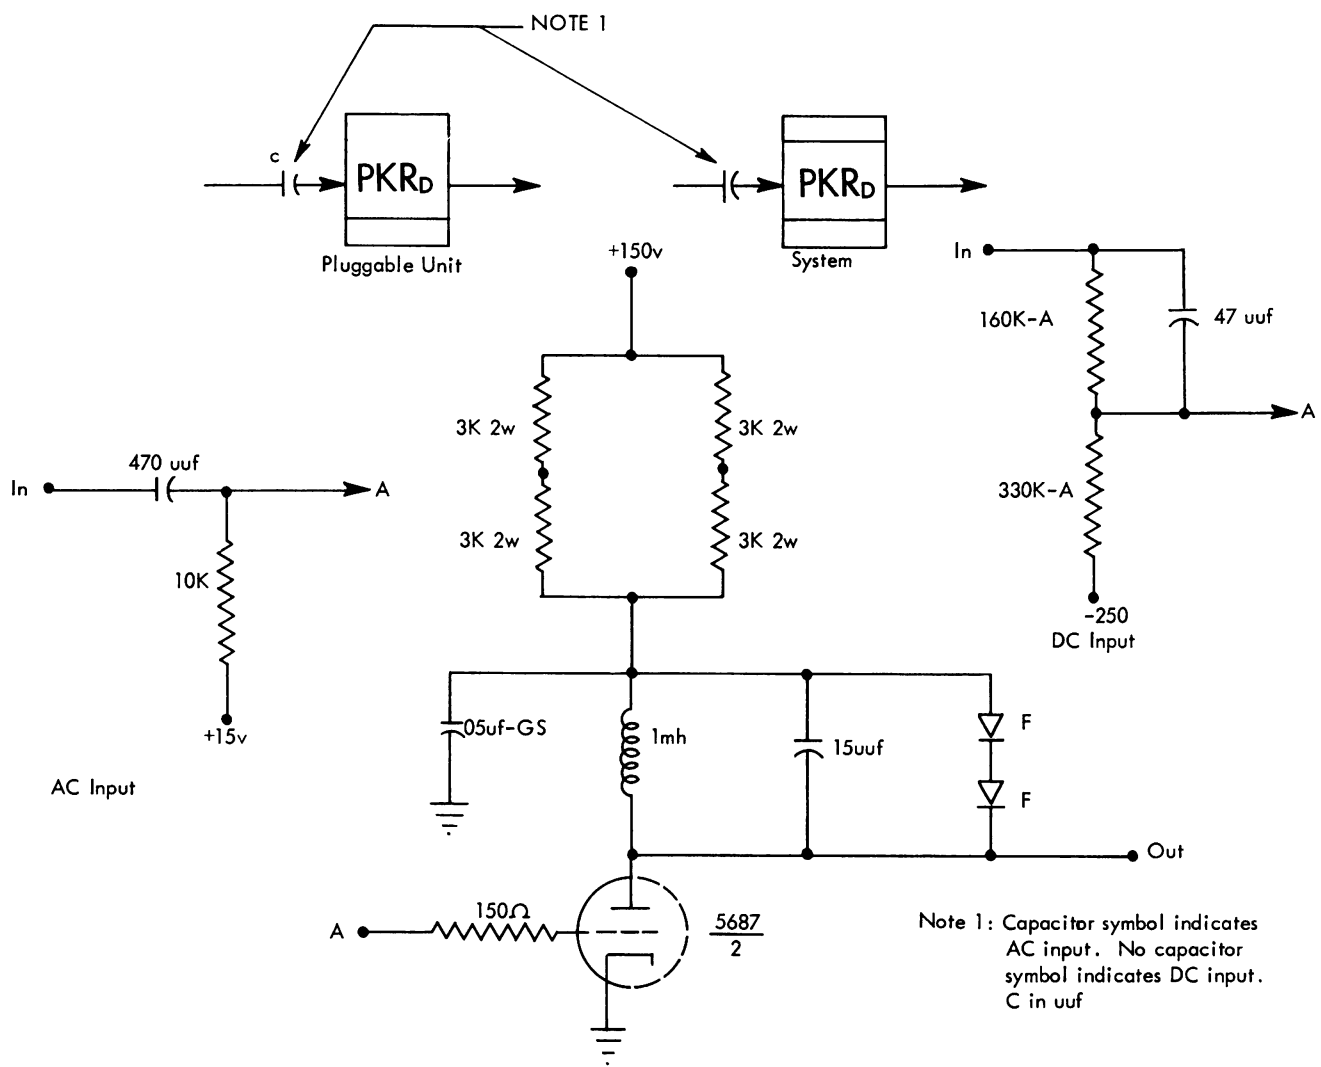 NOTE 1
c
PKRD
Pluggable Unit
PKRD
System
+150v
In
160K-A
47 uuf
A
3K 2w
3K 2w
470 uuf
In
A
330K-A
3K 2w
3K 2w
10K
-250
DC Input
+15v
05uf-GS
1mh
15uuf
F
F
AC Input
Out
150Ω
A
5687
2
Note 1: Capacitor symbol indicates
AC input. No capacitor
symbol indicates DC input.
C in uuf